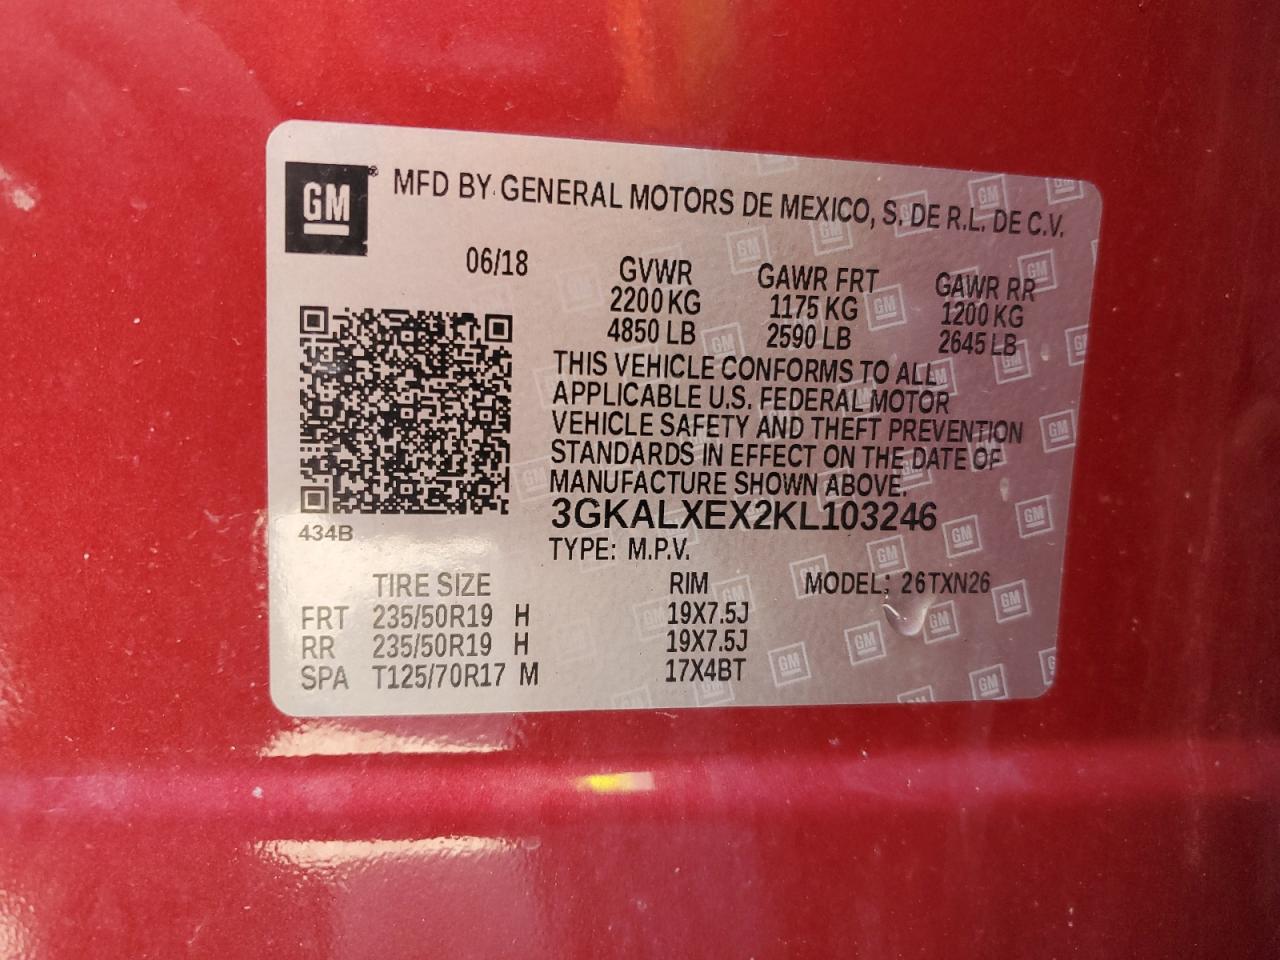 GM® MFD BY GENERAL MOTORS DE MEXICO, S. DE R.L. DE C.V.
06/18 GVWR GAWR FRT GAWR RR
2200 KG 1175 KG 1200 KG
4850 LB 2590 LB 2645 LB
THIS VEHICLE CONFORMS TO ALL
APPLICABLE U.S. FEDERAL MOTOR
VEHICLE SAFETY AND THEFT PREVENTION
STANDARDS IN EFFECT ON THE DATE OF
MANUFACTURE SHOWN ABOVE.
3GKALXEX2KL103246
434B TYPE: M.P.V.
TIRE SIZE RIM MODEL: 26TXN26
FRT 235/50R19 H 19X7.5J
RR 235/50R19 H 19X7.5J
SPA T125/70R17 M 17X4BT